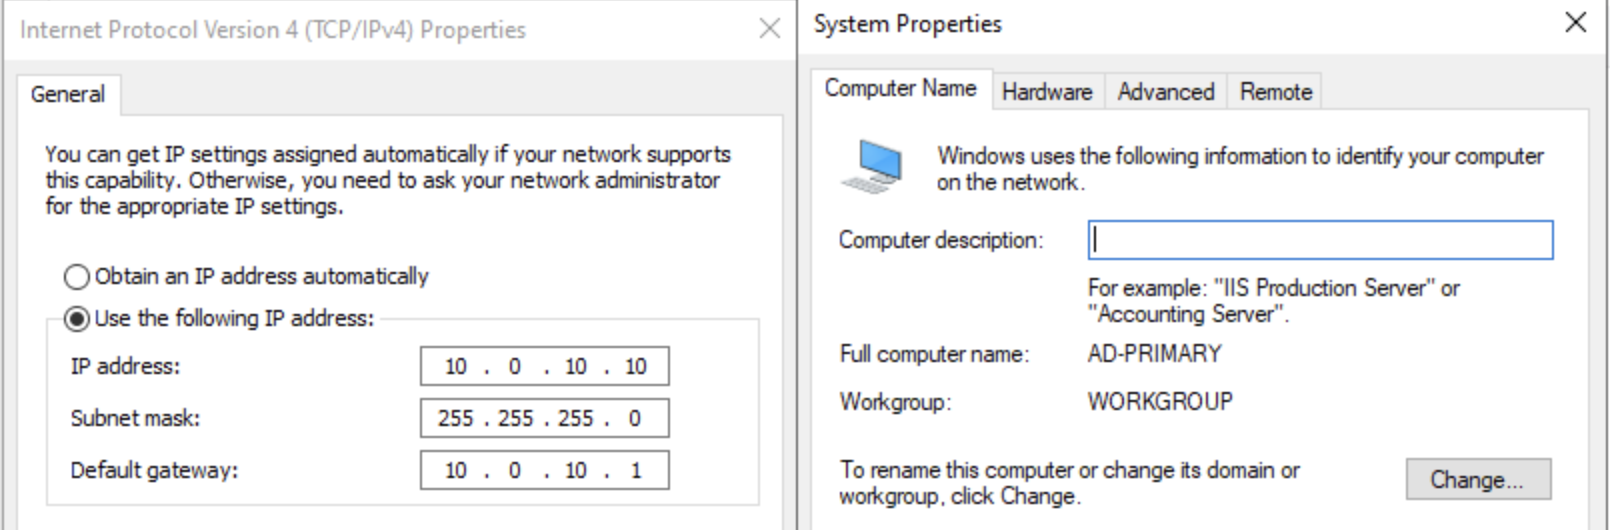 Internet Protocol Version 4 (TCP/IPv4) Properties
General
You can get IP settings assigned automatically if your network supports
this capability. Otherwise, you need to ask your network administrator
for the appropriate IP settings.
Obtain an IP address automatically
Use the following IP address:
IP address: 10 . 0 . 10 . 10
Subnet mask: 255 . 255 . 255 . 0
Default gateway: 10 . 0 . 10 . 1
System Properties
Computer Name Hardware Advanced Remote
Windows uses the following information to identify your computer
on the network.
Computer description:
For example: "IIS Production Server" or
"Accounting Server".
Full computer name: AD-PRIMARY
Workgroup: WORKGROUP
To rename this computer or change its domain or
workgroup, click Change.
Change...